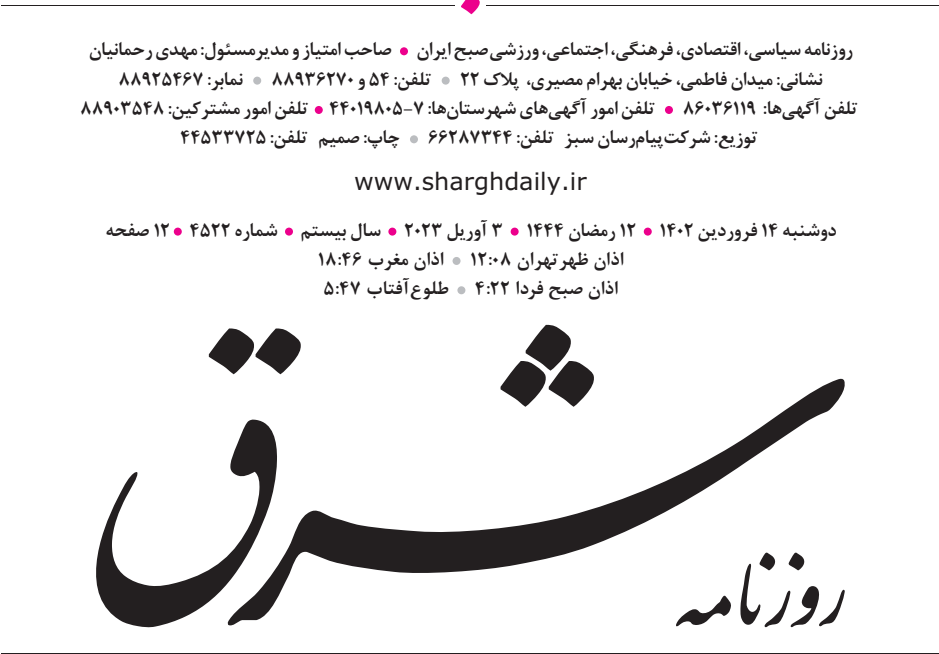 روزنامه سیاسی، اقتصادی، فرهنگی، اجتماعی، ورزشی صبح ایران • صاحب امتیاز و مدیرمسئول: مهدی رحمانیان
نشانی: میدان فاطمی، خیابان بهرام مصیری، پلاک ۲۲ • تلفن: ۵۴ و ۸۸۹۳۶۲۷۰ • نمابر: ۸۸۹۲۵۴۶۷
تلفن آگهی‌ها: ۸۶۰۳۶۱۱۹ • تلفن امور آگهی‌های شهرستان‌ها: ۷-۴۴۰۱۹۸۰۵ • تلفن امور مشترکین: ۸۸۹۰۳۵۴۸
توزیع: شرکت پیام‌رسان سبز تلفن: ۶۶۲۸۷۳۴۴ • چاپ: صمیم تلفن: ۴۴۵۳۳۷۲۵
www.sharghdaily.ir
دوشنبه ۱۴ فروردین ۱۴۰۲ • ۱۲ رمضان ۱۴۴۴ • ۳ آوریل ۲۰۲۳ • سال بیستم • شماره ۴۵۲۲ • ۱۲ صفحه
اذان ظهر تهران ۱۲:۰۸ • اذان مغرب ۱۸:۴۶
اذان صبح فردا ۴:۲۲ • طلوع آفتاب ۵:۴۷
روزنامه
شرق